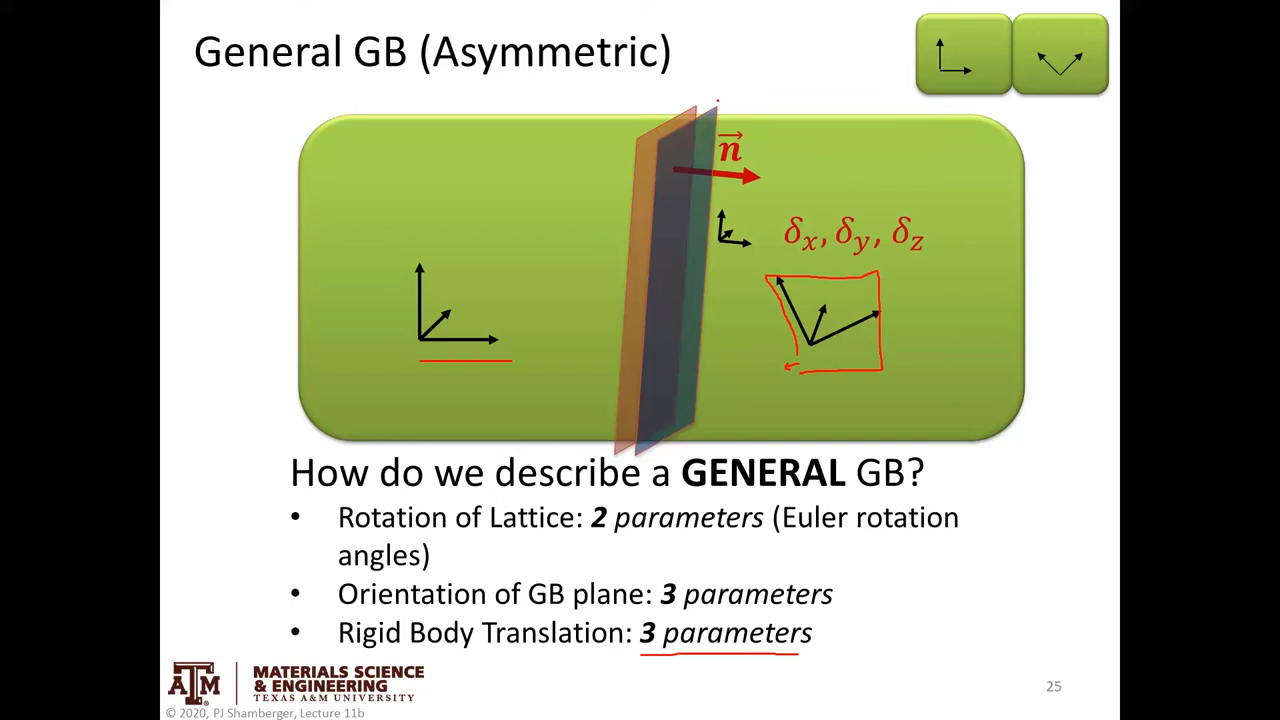 General GB (Asymmetric)
n
δx, δy, δz
How do we describe a GENERAL GB?
• Rotation of Lattice: 2 parameters (Euler rotation
angles)
• Orientation of GB plane: 3 parameters
• Rigid Body Translation: 3 parameters
ATM
MATERIALS SCIENCE
& ENGINEERING
TEXAS A&M UNIVERSITY
© 2020, PJ Shamberger, Lecture 11b
25